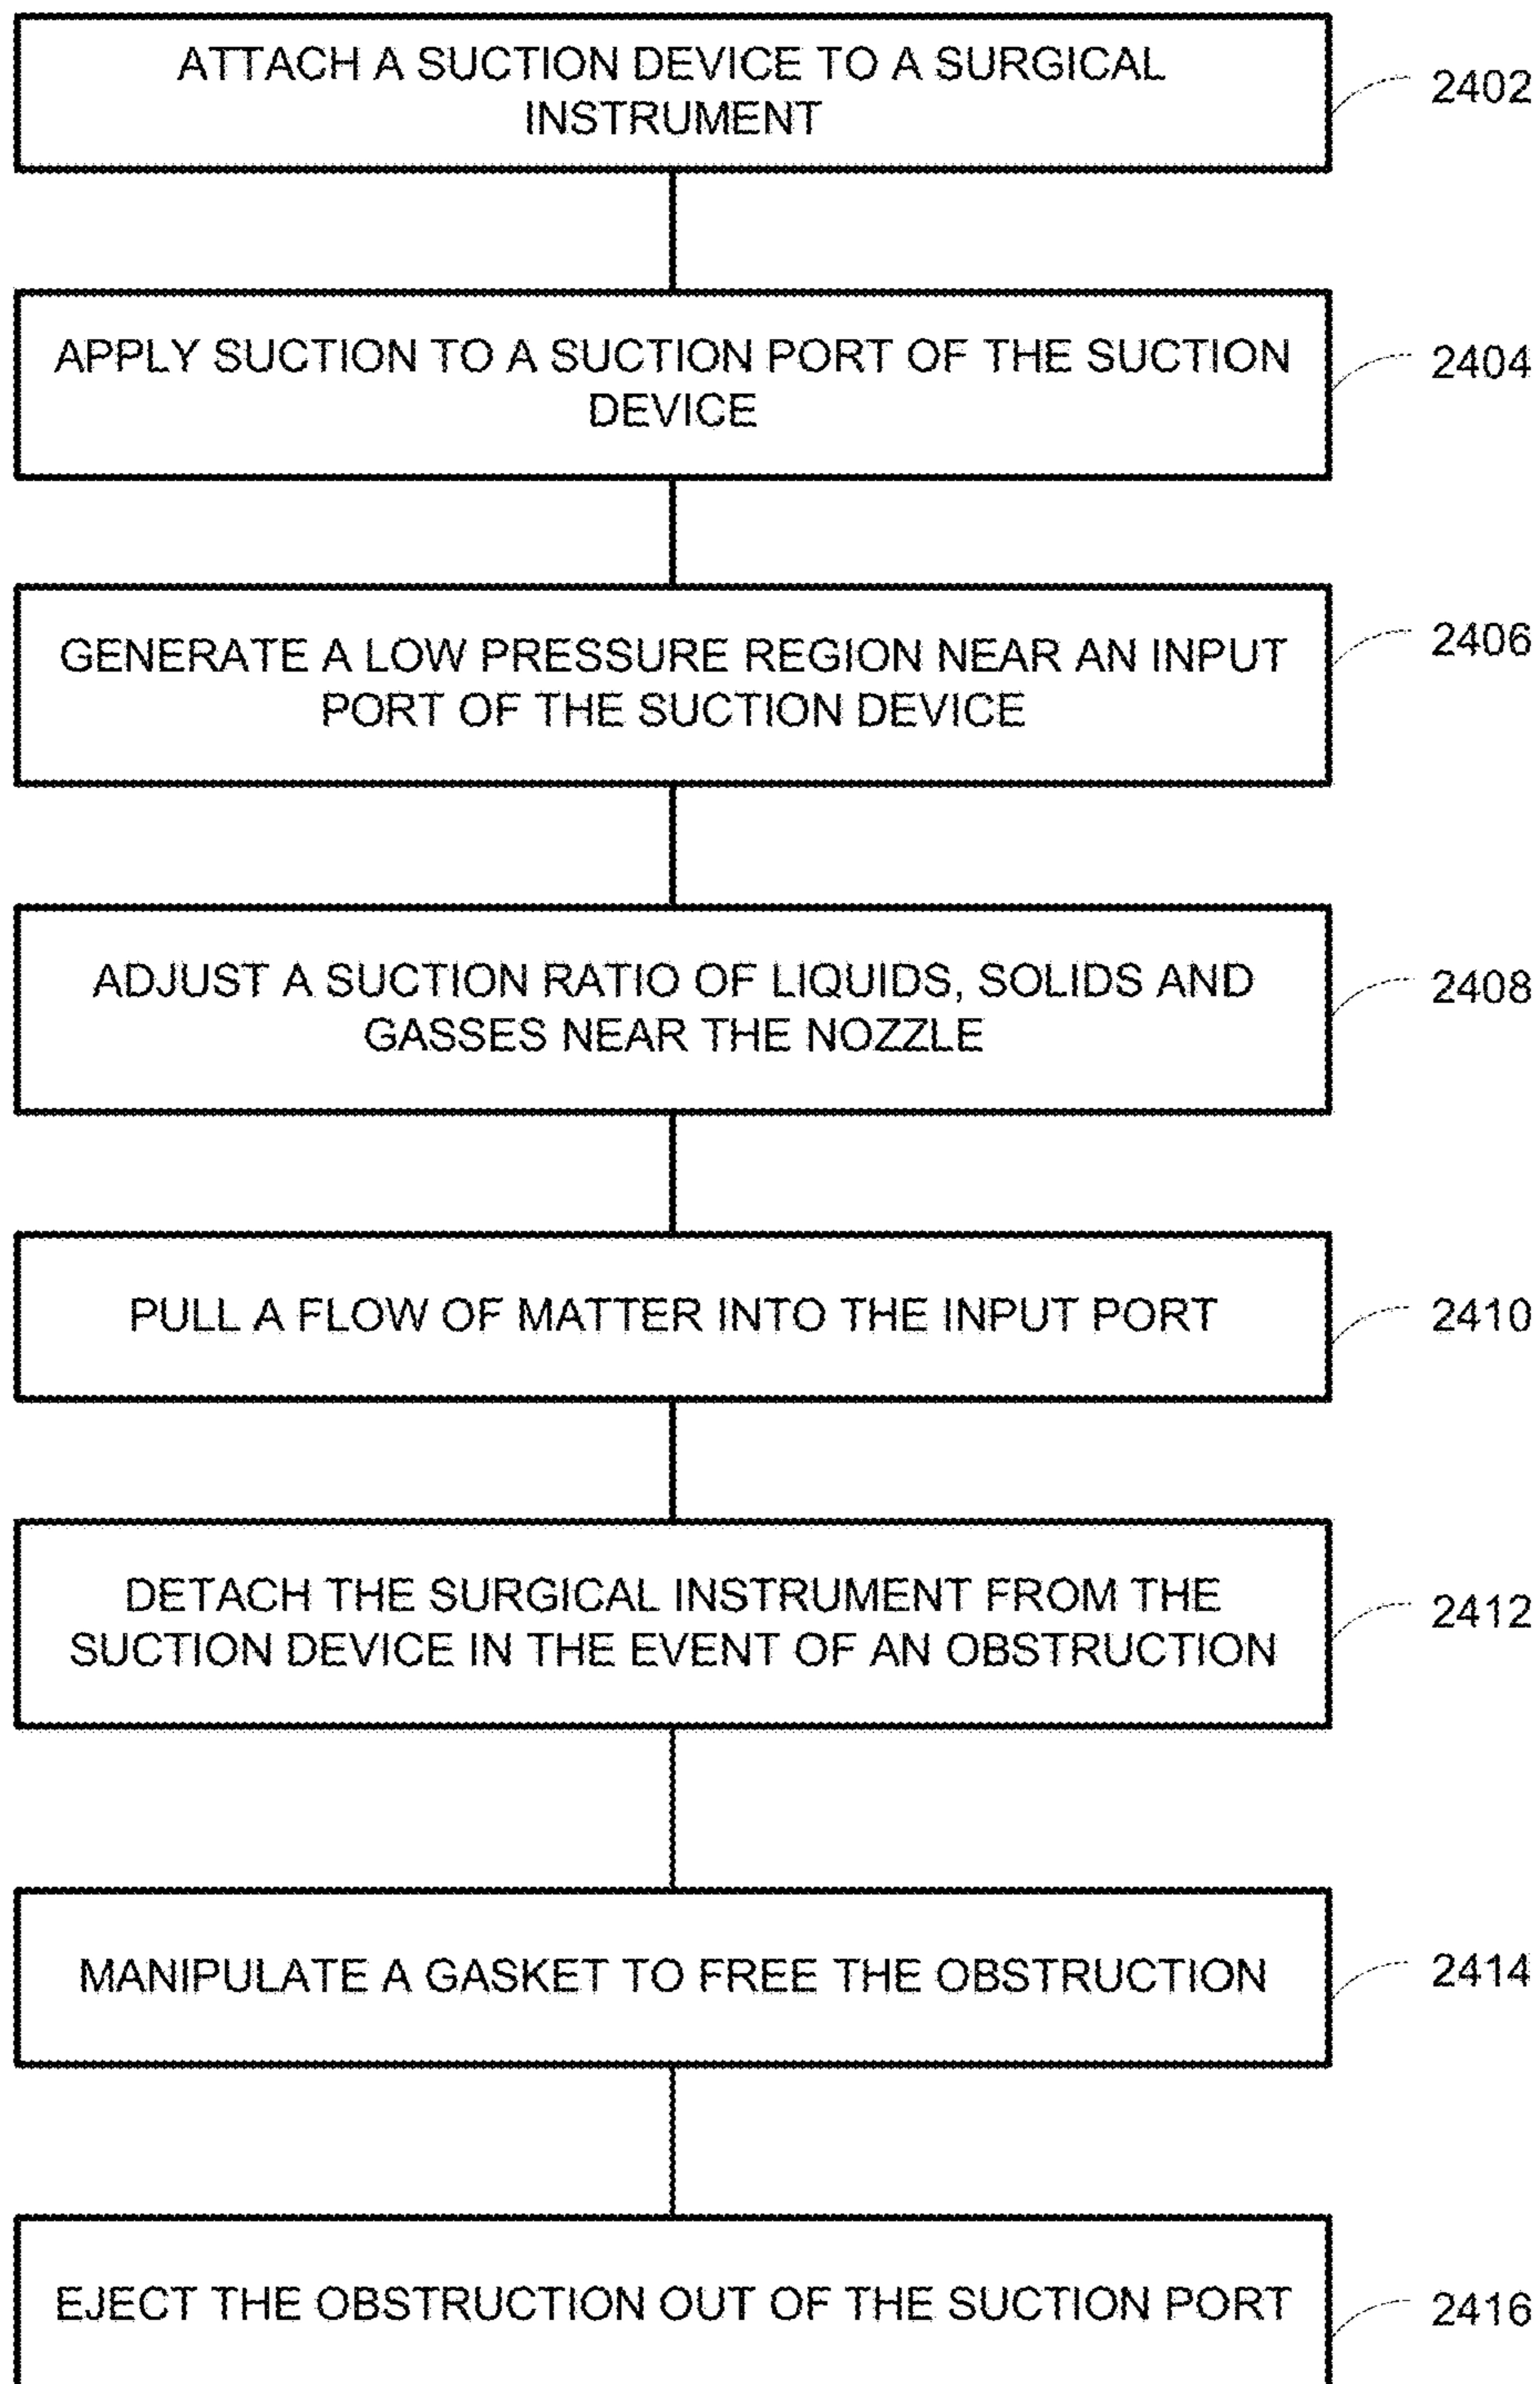 ATTACH A SUCTION DEVICE TO A SURGICAL
INSTRUMENT
2402
APPLY SUCTION TO A SUCTION PORT OF THE SUCTION
DEVICE
2404
GENERATE A LOW PRESSURE REGION NEAR AN INPUT
PORT OF THE SUCTION DEVICE
2406
ADJUST A SUCTION RATIO OF LIQUIDS, SOLIDS AND
GASSES NEAR THE NOZZLE
2408
PULL A FLOW OF MATTER INTO THE INPUT PORT
2410
DETACH THE SURGICAL INSTRUMENT FROM THE
SUCTION DEVICE IN THE EVENT OF AN OBSTRUCTION
2412
MANIPULATE A GASKET TO FREE THE OBSTRUCTION
2414
EJECT THE OBSTRUCTION OUT OF THE SUCTION PORT
2416